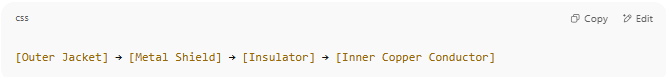 css
Copy
Edit
[Outer Jacket] → [Metal Shield] → [Insulator] → [Inner Copper Conductor]